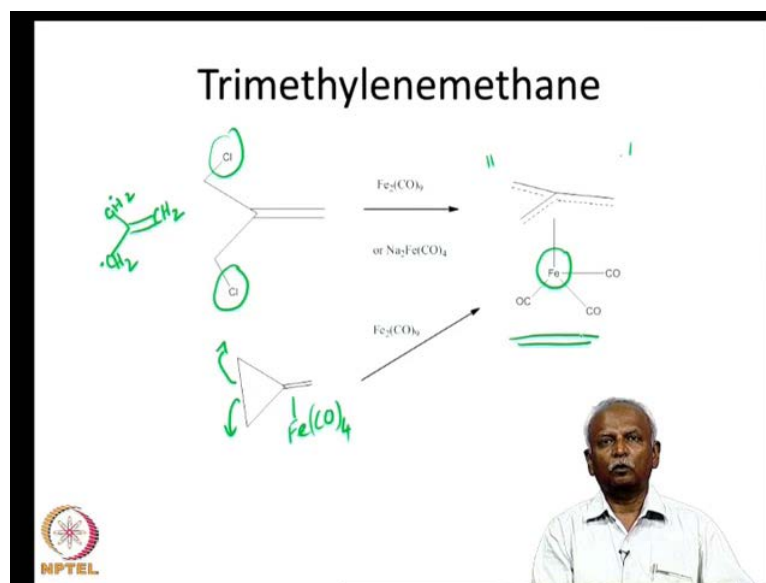 Trimethylenemethane
Cl
Fe2(CO)9
CH2
CH2
.CH2
or Na2Fe(CO)4
Fe
CO
OC
CO
Cl
Fe2(CO)9
Fe(CO)4
NPTEL